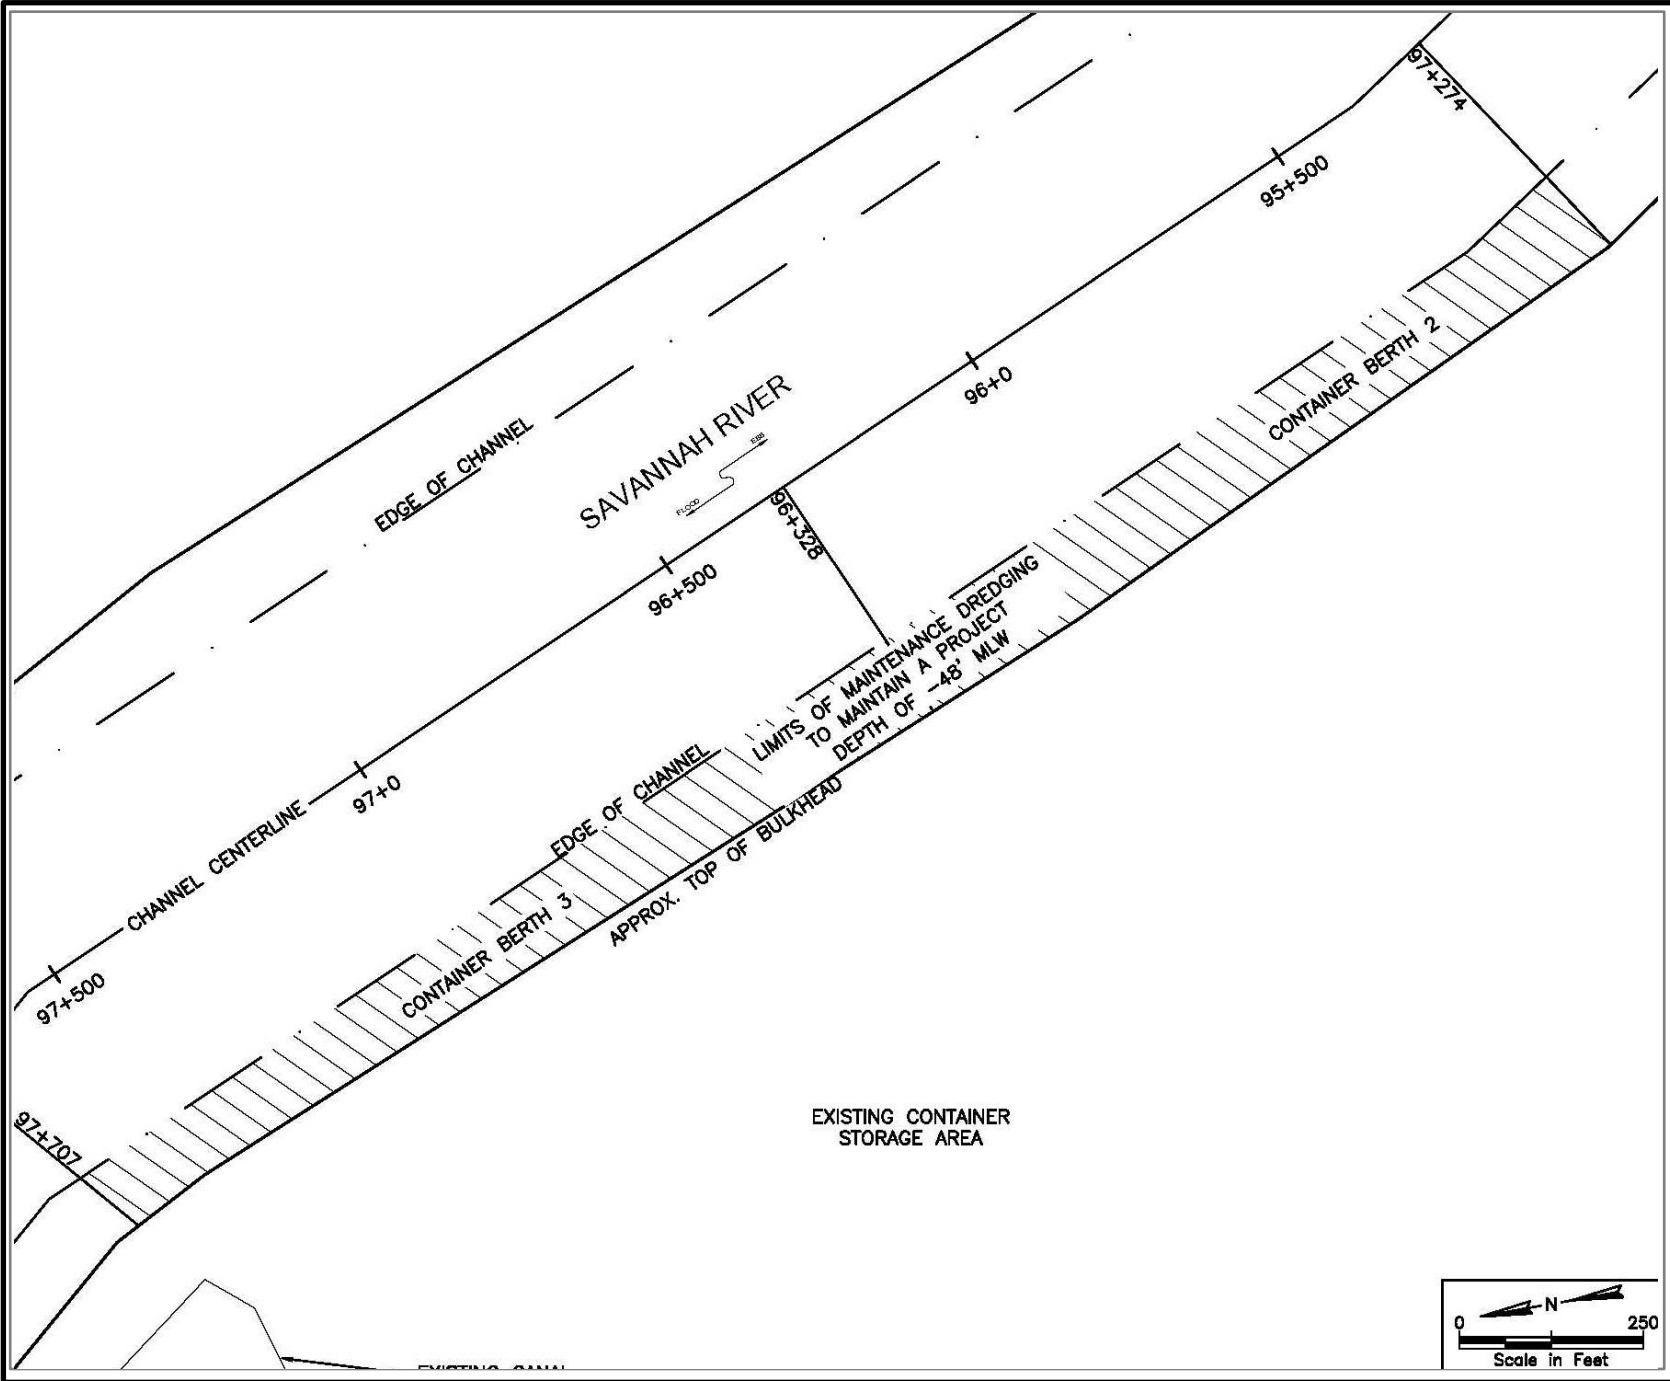 97+274
95+500
96+0
EDGE OF CHANNEL
SAVANNAH RIVER
EBB
FLOOD
96+328
96+500
CONTAINER BERTH 2
LIMITS OF MAINTENANCE DREDGING
TO MAINTAIN A PROJECT
DEPTH OF -48' MLW
97+0
CHANNEL CENTERLINE
EDGE OF CHANNEL
APPROX. TOP OF BULKHEAD
CONTAINER BERTH 3
97+500
97+707
EXISTING CONTAINER
STORAGE AREA
EXISTING CANAL
N
0 250
Scale in Feet